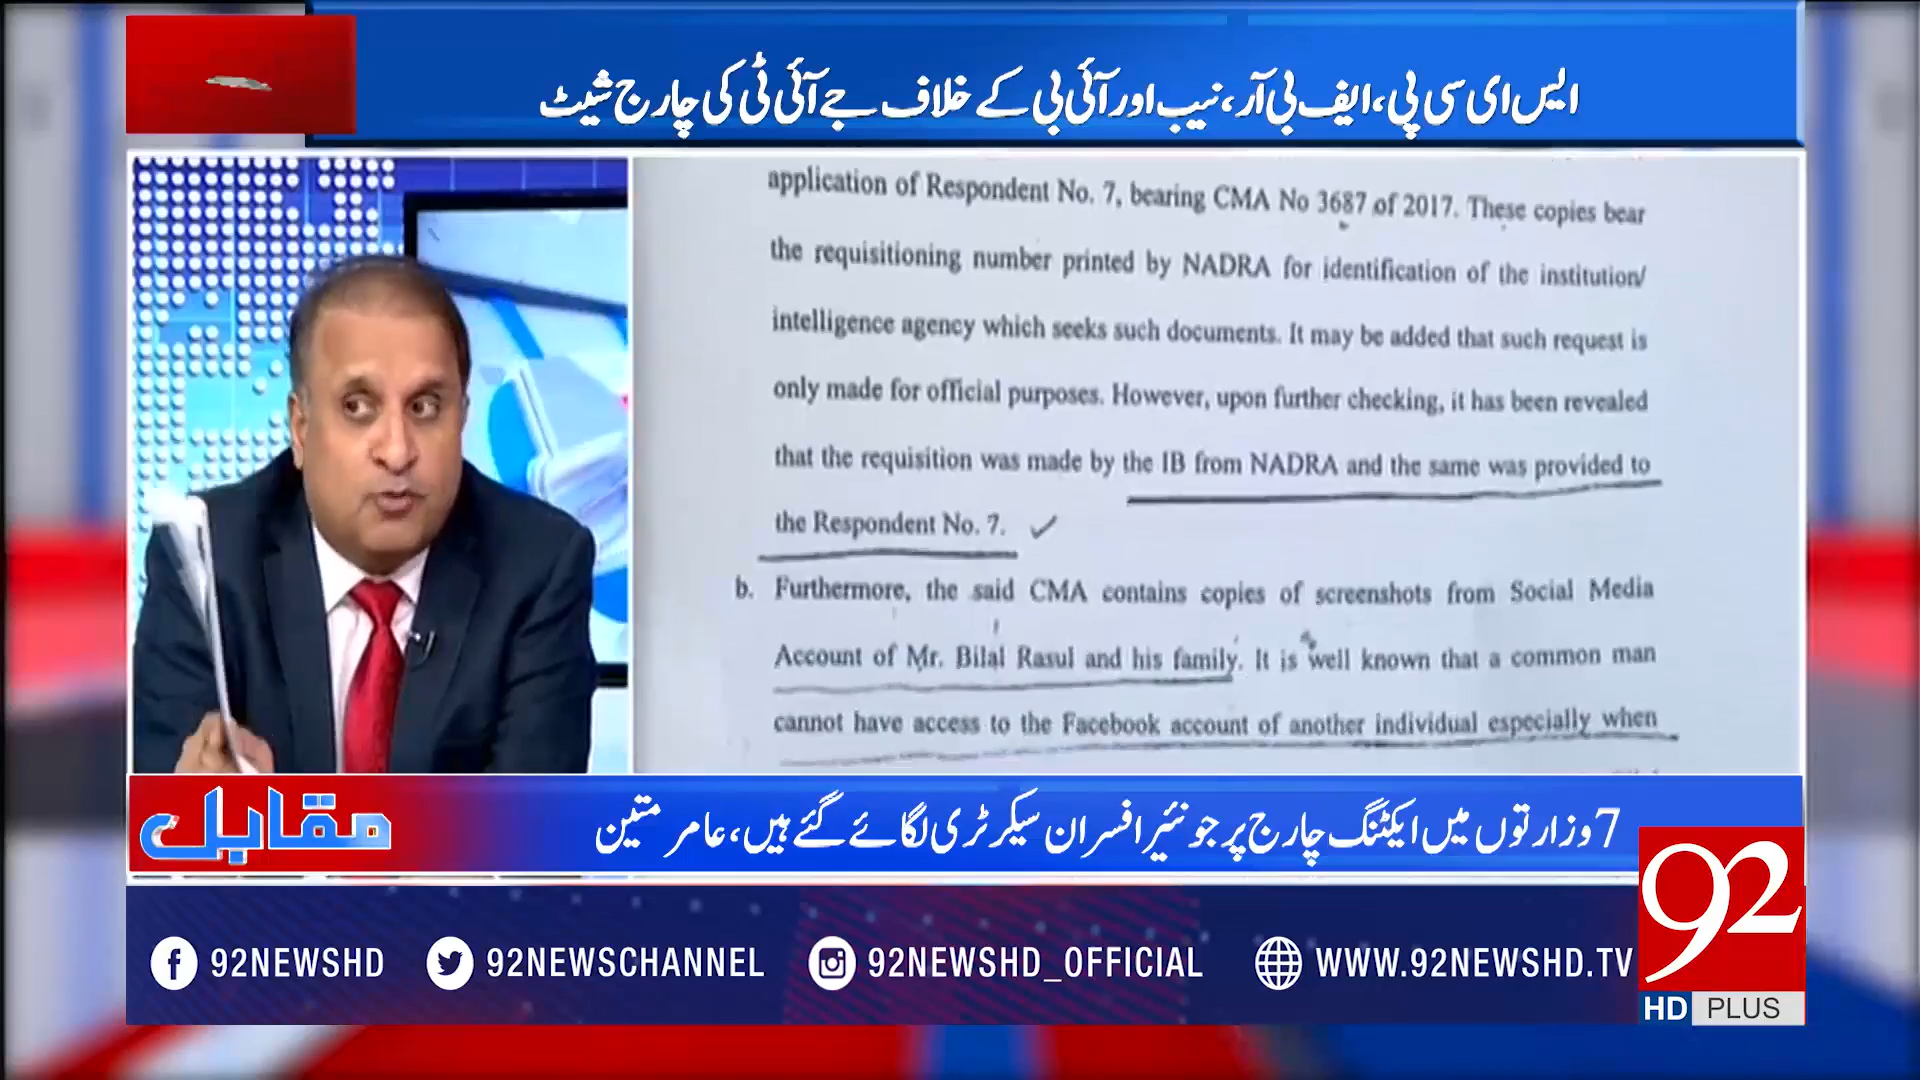 ایس ای سی پی، ایف بی آر، نیب اور آئی بی کے خلاف جے آئی ٹی کی چارج شیٹ
application of Respondent No. 7, bearing CMA No 3687 of 2017. These copies bear
the requisitioning number printed by NADRA for identification of the institution/
intelligence agency which seeks such documents. It may be added that such request is
only made for official purposes. However, upon further checking, it has been revealed
that the requisition was made by the IB from NADRA and the same was provided to
the Respondent No. 7.
b. Furthermore, the said CMA contains copies of screenshots from Social Media
Account of Mr. Bilal Rasul and his family. It is well known that a common man
cannot have access to the Facebook account of another individual especially when
مقابل
7 وزارتوں میں ایکٹنگ چارج پر جونئیر افسران سیکرٹری لگائے گئے ہیں، عامر متین
92
HD PLUS
92NEWSHD
92NEWSCHANNEL
92NEWSHD_OFFICIAL
WWW.92NEWSHD.TV